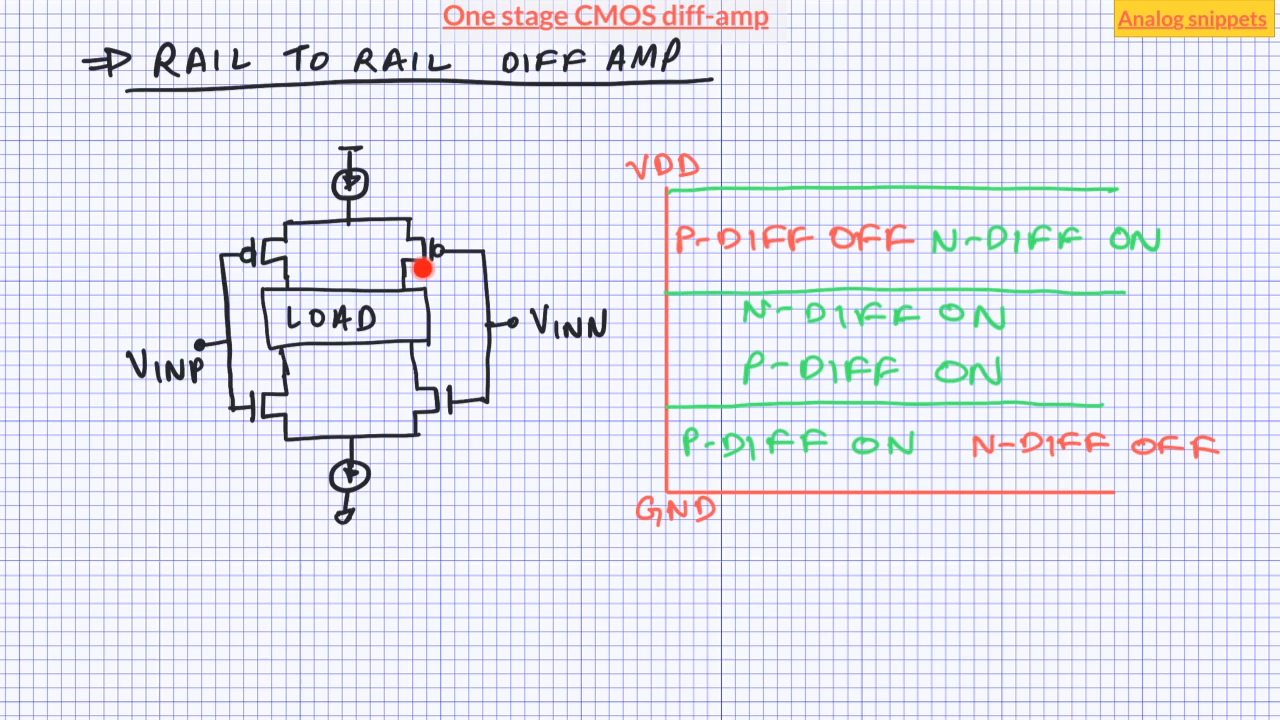 One stage CMOS diff-amp
Analog snippets
⇒ RAIL TO RAIL DIFF AMP
VDD
P-DIFF OFF N-DIFF ON
N-DIFF ON
LOAD
VINN
VINP
P-DIFF ON
P-DIFF ON N-DIFF OFF
GND